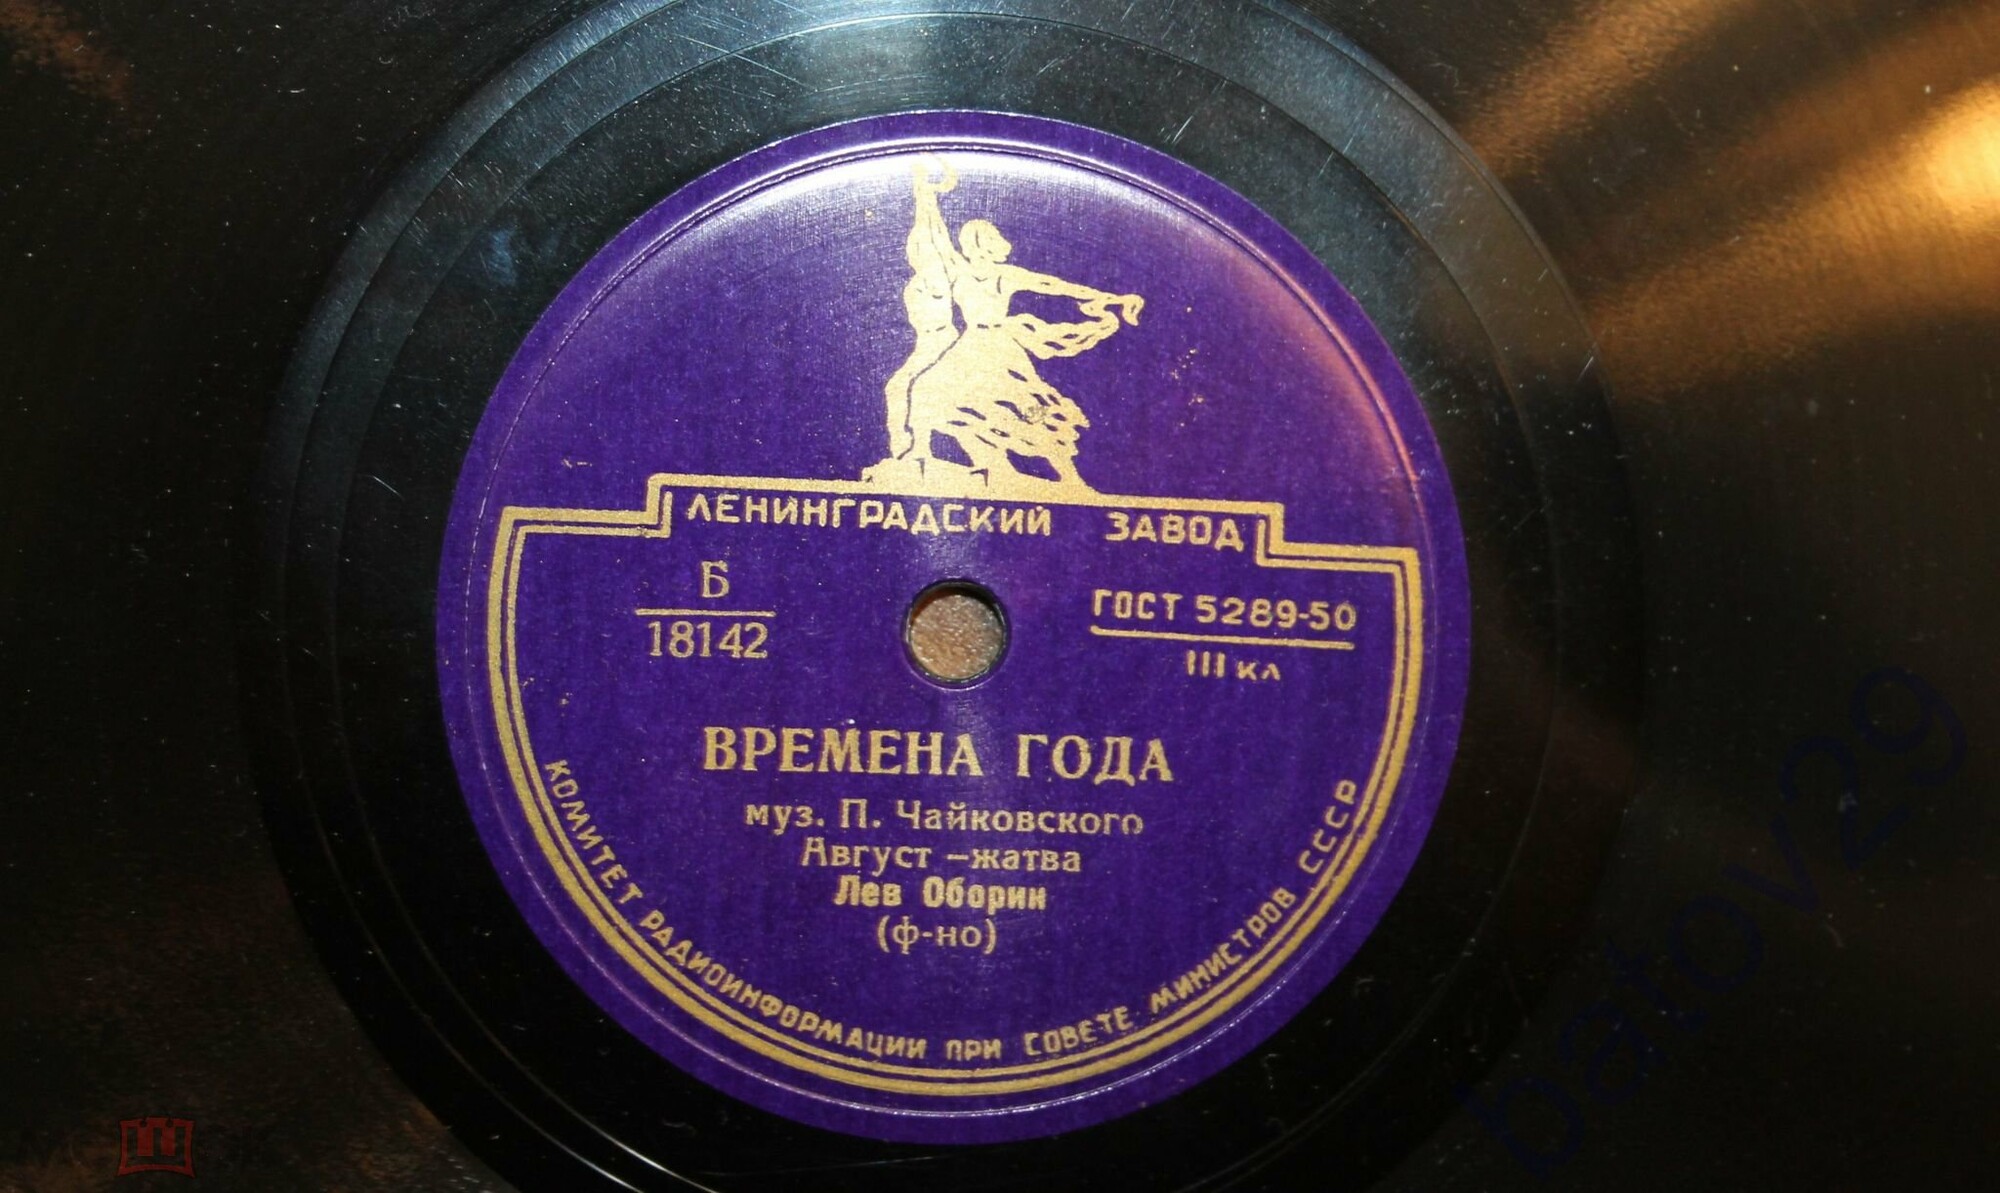 ЛЕНИНГРАДСКИЙ ЗАВОД
Б
18142
ГОСТ 5289-50
III кл
ВРЕМЕНА ГОДА
муз. П. Чайковского
Август –жатва
Лев Оборин
(ф-но)
КОМИТЕТ РАДИОИНФОРМАЦИИ ПРИ СОВЕТЕ МИНИСТРОВ СССР
batov29